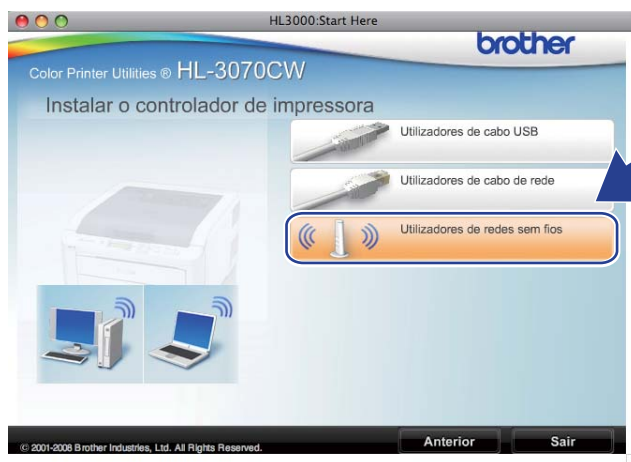 HL3000:Start Here
brother
Color Printer Utilities ® HL-3070CW
Instalar o controlador de impressora
Utilizadores de cabo USB
Utilizadores de cabo de rede
Utilizadores de redes sem fios
© 2001-2008 Brother Industries, Ltd. All Rights Reserved.
Anterior
Sair